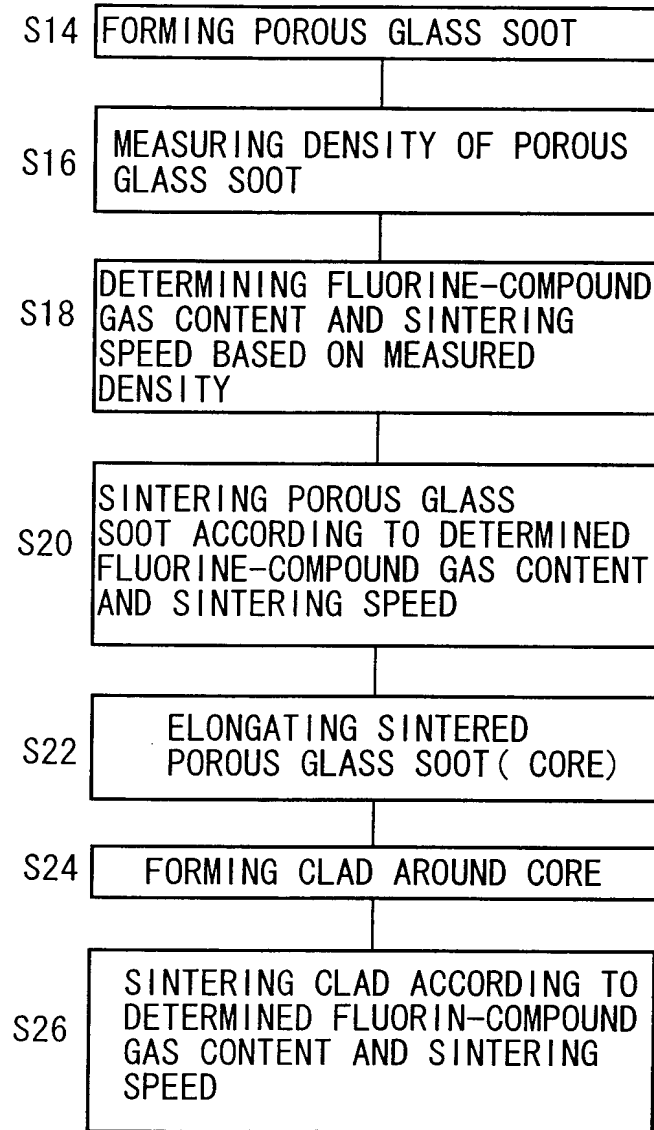 S14 FORMING POROUS GLASS SOOT
S16 MEASURING DENSITY OF POROUS
GLASS SOOT
S18 DETERMINING FLUORINE-COMPOUND
GAS CONTENT AND SINTERING
SPEED BASED ON MEASURED
DENSITY
S20 SINTERING POROUS GLASS
SOOT ACCORDING TO DETERMINED
FLUORINE-COMPOUND GAS CONTENT
AND SINTERING SPEED
S22 ELONGATING SINTERED
POROUS GLASS SOOT( CORE)
S24 FORMING CLAD AROUND CORE
S26 SINTERING CLAD ACCORDING TO
DETERMINED FLUORIN-COMPOUND
GAS CONTENT AND SINTERING
SPEED